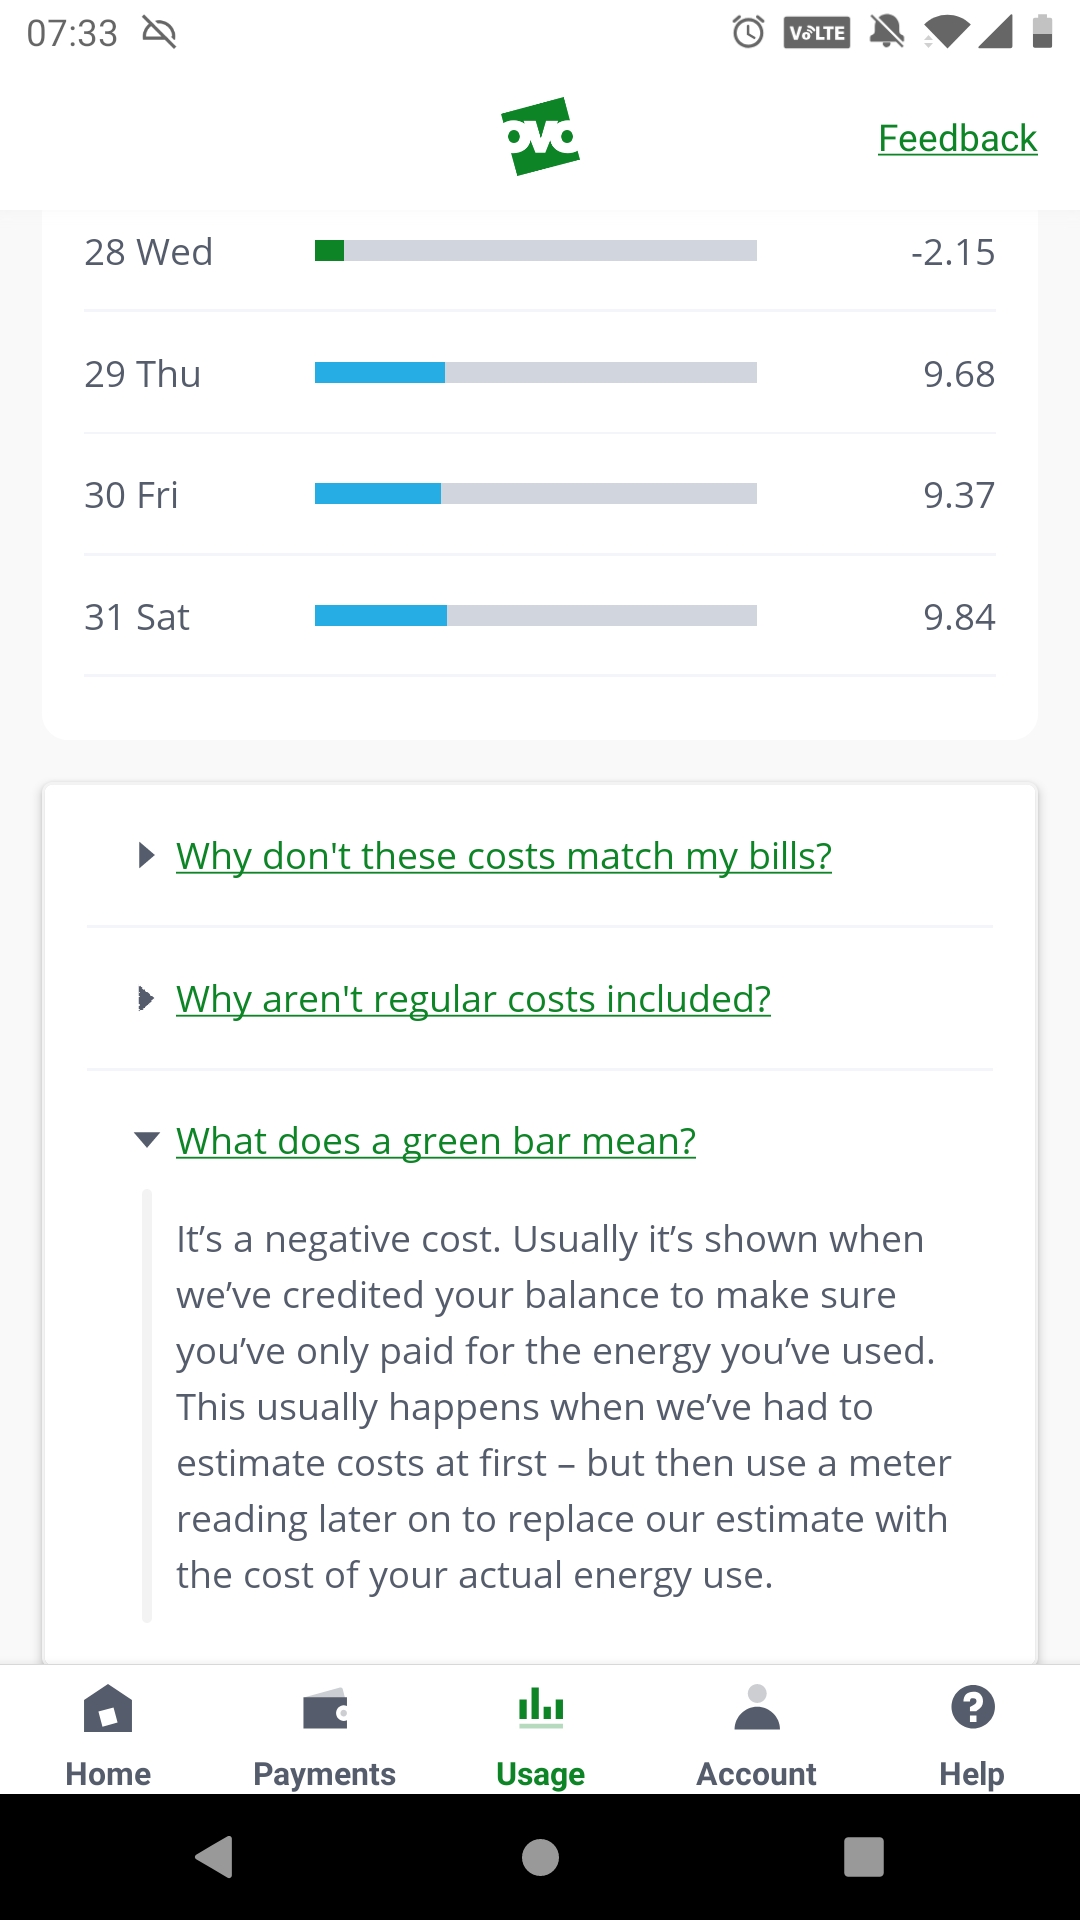 07:33
VoLTE
ovo
Feedback
28 Wed -2.15
29 Thu 9.68
30 Fri 9.37
31 Sat 9.84
Why don't these costs match my bills?
Why aren't regular costs included?
What does a green bar mean?
It’s a negative cost. Usually it’s shown when
we’ve credited your balance to make sure
you’ve only paid for the energy you’ve used.
This usually happens when we’ve had to
estimate costs at first – but then use a meter
reading later on to replace our estimate with
the cost of your actual energy use.
Home Payments Usage Account Help